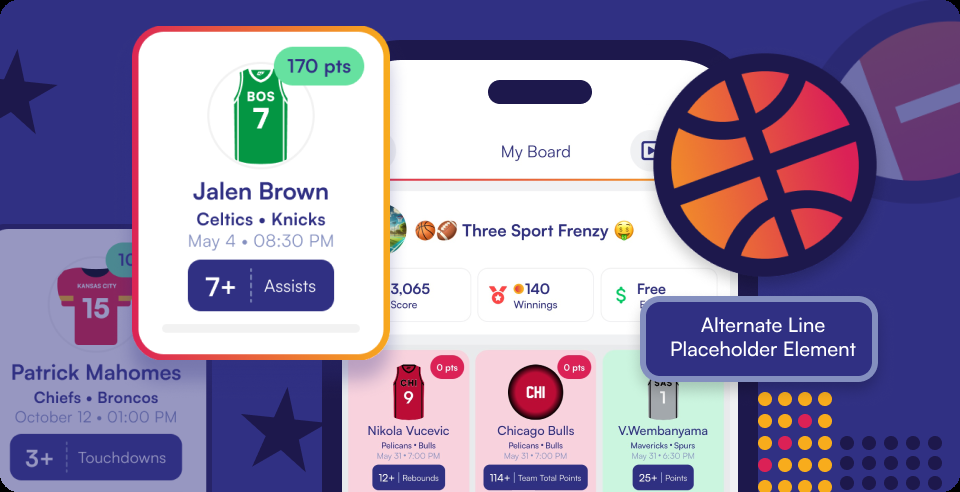 170 pts
BOS
7
Jalen Brown
Celtics • Knicks
May 4 • 08:30 PM
7+ Assists
My Board
Three Sport Frenzy
3,065
Score
140
Winnings
Free
Alternate Line
Placeholder Element
KANSAS CITY
15
Patrick Mahomes
Chiefs • Broncos
October 12 • 01:00 PM
3+ Touchdowns
0 pts
CHI
9
Nikola Vucevic
Pelicans • Bulls
May 31 • 7:00 PM
12+ Rebounds
0 pts
CHI
Chicago Bulls
Pelicans • Bulls
May 31 • 7:00 PM
114+ Team Total Points
SAS
1
V.Wembanyama
Mavericks • Spurs
May 31 • 6:30 PM
25+ Points